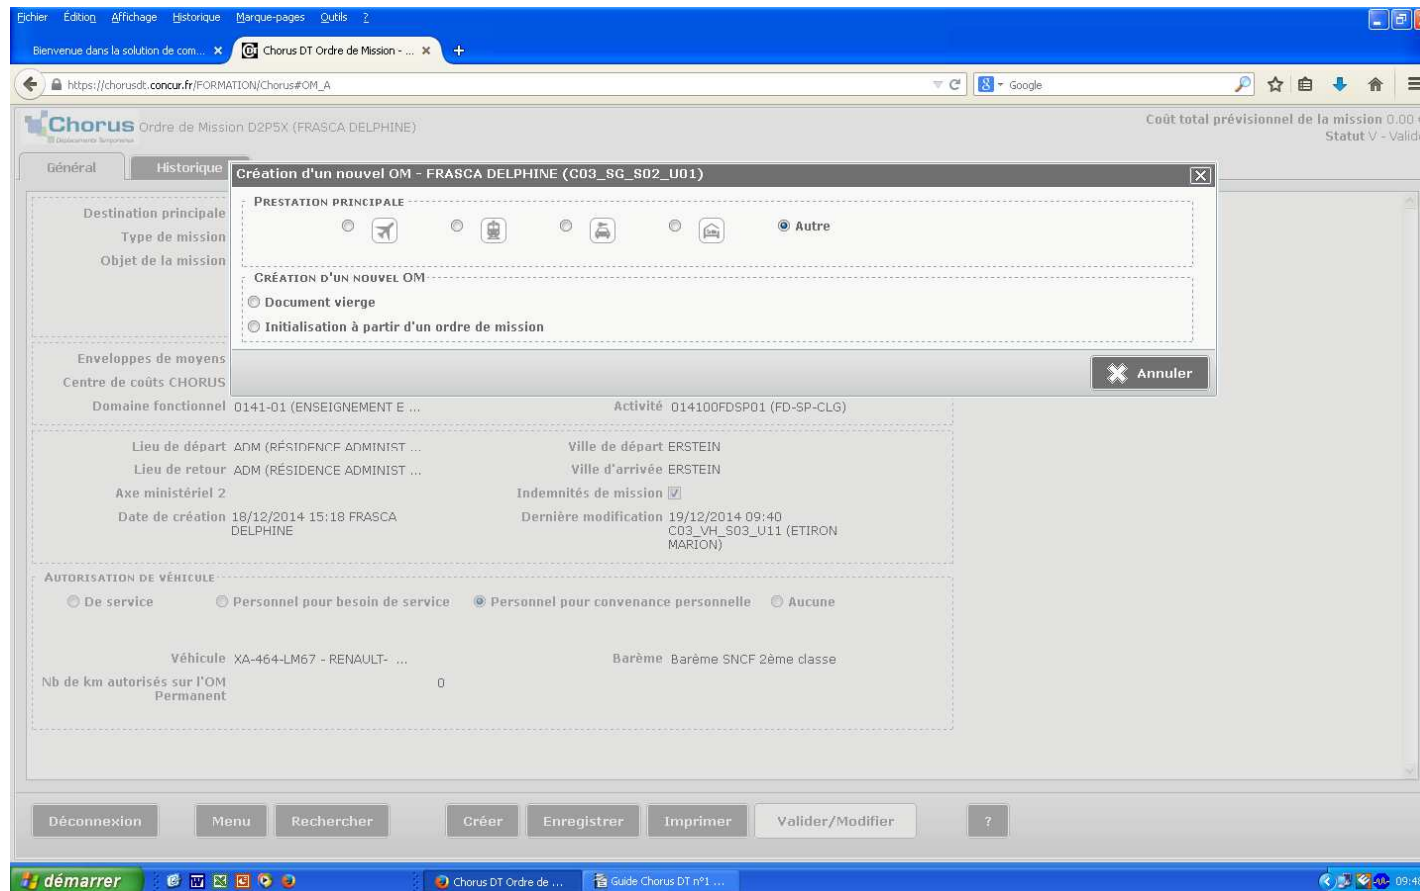 Fichier Édition Affichage Historique Marque-pages Outils ?
Bienvenue dans la solution de com... Chorus DT Ordre de Mission - ...
https://chorusdt.concur.fr/FORMATION/Chorus#OM_A Google
Chorus Ordre de Mission D2P5X (FRASCA DELPHINE) Coût total prévisionnel de la mission 0.00
Déplacements Temporaires Statut V - Valid
Général Historique
Création d'un nouvel OM - FRASCA DELPHINE (C03_SG_S02_U01)
PRESTATION PRINCIPALE
Destination principale
Autre
Type de mission
Objet de la mission
CRÉATION D'UN NOUVEL OM
Document vierge
Initialisation à partir d'un ordre de mission
Enveloppes de moyens
Annuler
Centre de coûts CHORUS
Domaine fonctionnel 0141-01 (ENSEIGNEMENT E ... Activité 014100FDSP01 (FD-SP-CLG)
Lieu de départ ADM (RÉSIDENCE ADMINIST ... Ville de départ ERSTEIN
Lieu de retour ADM (RÉSIDENCE ADMINIST ... Ville d'arrivée ERSTEIN
Axe ministériel 2 Indemnités de mission
Date de création 18/12/2014 15:18 FRASCA DELPHINE Dernière modification 19/12/2014 09:40
C03_VH_S03_U11 (ETIRON
MARION)
AUTORISATION DE VÉHICULE
De service Personnel pour besoin de service Personnel pour convenance personnelle Aucune
Véhicule XA-464-LM67 - RENAULT- ... Barème Barème SNCF 2ème classe
Nb de km autorisés sur l'OM 0
Permanent
Déconnexion Menu Rechercher Créer Enregistrer Imprimer Valider/Modifier ?
démarrer Chorus DT Ordre de ... Guide Chorus DT n°1 ... 09:48